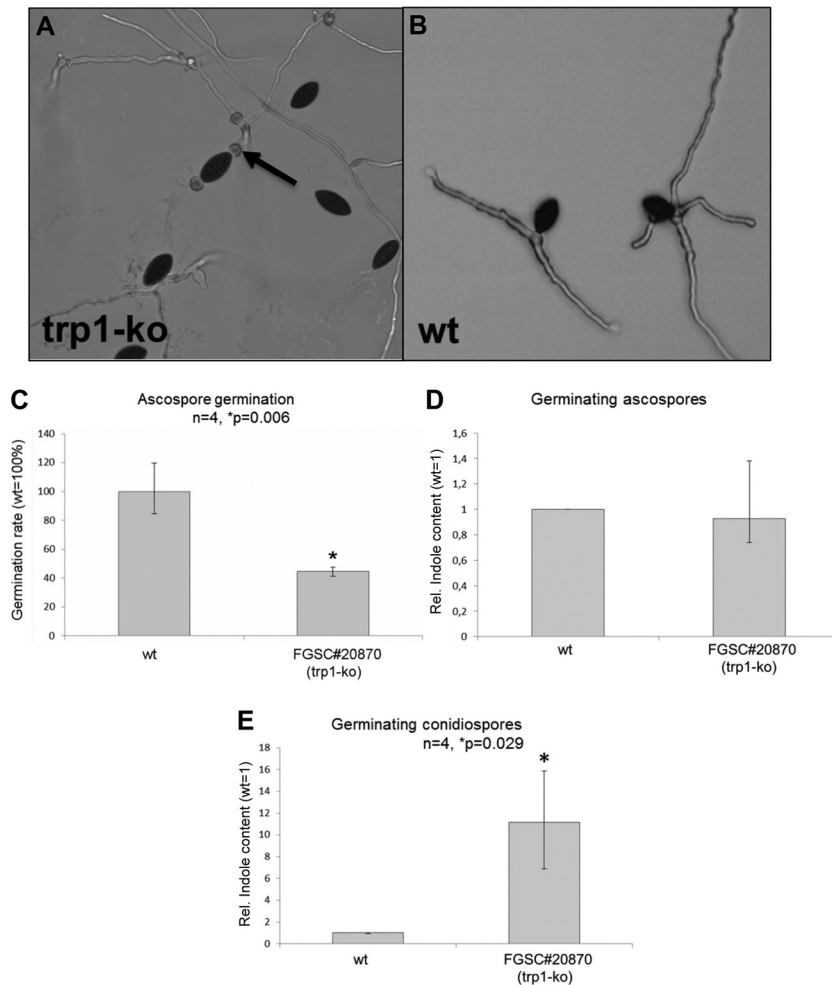 A
trp1-ko
B
wt
C
Ascospore germination
n=4, *p=0.006
Germination rate (wt=100%)
140
120
100
80
60
40
20
0
*
wt
FGSC#20870
(trp1-ko)
D
Germinating ascospores
Rel. Indole content (wt=1)
1,6
1,4
1,2
1
0,8
0,6
0,4
0,2
0
wt
FGSC#20870
(trp1-ko)
E
Germinating conidiospores
n=4, *p=0.029
Rel. Indole content (wt=1)
18
16
14
12
10
8
6
4
2
0
*
wt
FGSC#20870
(trp1-ko)